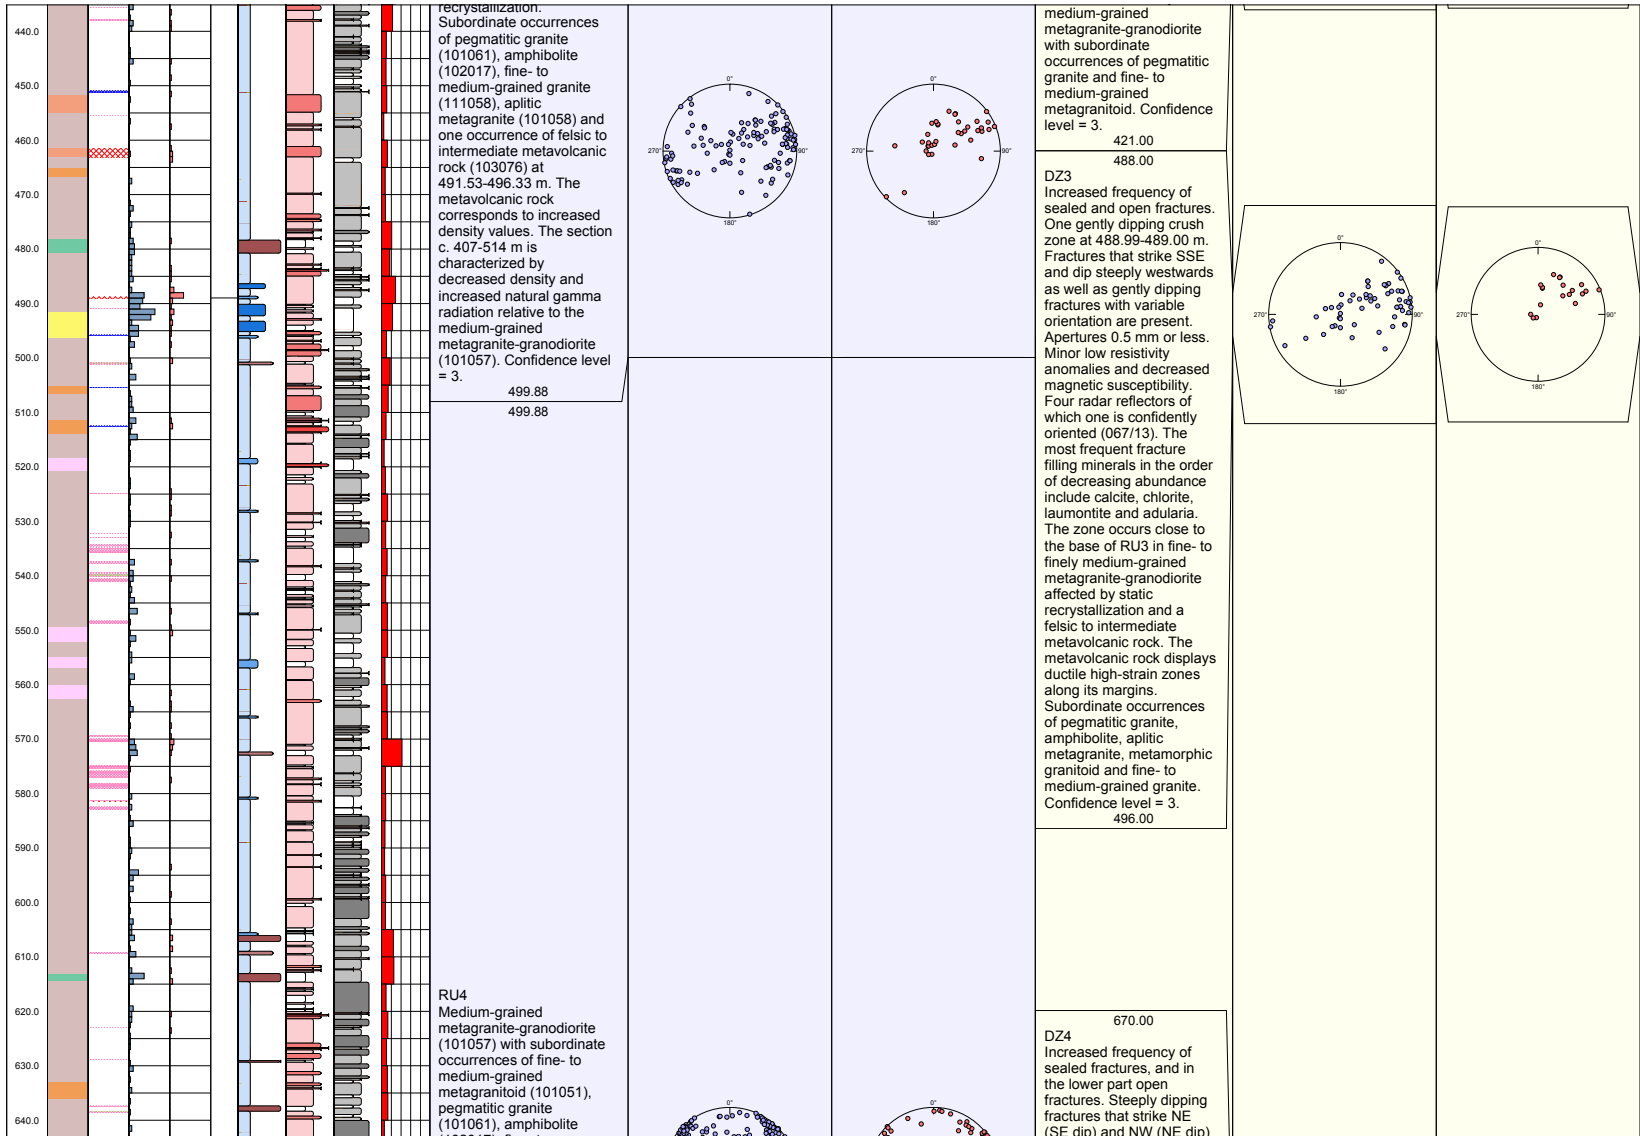 440.0
450.0
460.0
470.0
480.0
490.0
500.0
510.0
520.0
530.0
540.0
550.0
560.0
570.0
580.0
590.0
600.0
610.0
620.0
630.0
640.0
recrystallization.
Subordinate occurrences
of pegmatitic granite
(101061), amphibolite
(102017), fine- to
medium-grained granite
(111058), aplitic
metagranite (101058) and
one occurrence of felsic to
intermediate metavolcanic
rock (103076) at
491.53-496.33 m. The
metavolcanic rock
corresponds to increased
density values. The section
c. 407-514 m is
characterized by
decreased density and
increased natural gamma
radiation relative to the
medium-grained
metagranite-granodiorite
(101057). Confidence level
= 3.
499.88
499.88
RU4
Medium-grained
metagranite-granodiorite
(101057) with subordinate
occurrences of fine- to
medium-grained
metagranitoid (101051),
pegmatitic granite
(101061), amphibolite
0°
270°
90°
180°
0°
270°
90°
180°
0°
0°
medium-grained
metagranite-granodiorite
with subordinate
occurrences of pegmatitic
granite and fine- to
medium-grained
metagranitoid. Confidence
level = 3.
421.00
488.00
DZ3
Increased frequency of
sealed and open fractures.
One gently dipping crush
zone at 488.99-489.00 m.
Fractures that strike SSE
and dip steeply westwards
as well as gently dipping
fractures with variable
orientation are present.
Apertures 0.5 mm or less.
Minor low resistivity
anomalies and decreased
magnetic susceptibility.
Four radar reflectors of
which one is confidently
oriented (067/13). The
most frequent fracture
filling minerals in the order
of decreasing abundance
include calcite, chlorite,
laumontite and adularia.
The zone occurs close to
the base of RU3 in fine- to
finely medium-grained
metagranite-granodiorite
affected by static
recrystallization and a
felsic to intermediate
metavolcanic rock. The
metavolcanic rock displays
ductile high-strain zones
along its margins.
Subordinate occurrences
of pegmatitic granite,
amphibolite, aplitic
metagranite, metamorphic
granitoid and fine- to
medium-grained granite.
Confidence level = 3.
496.00
670.00
DZ4
Increased frequency of
sealed fractures, and in
the lower part open
fractures. Steeply dipping
fractures that strike NE
(SE dip) and NW (NE dip)
0°
270°
90°
180°
0°
270°
90°
180°